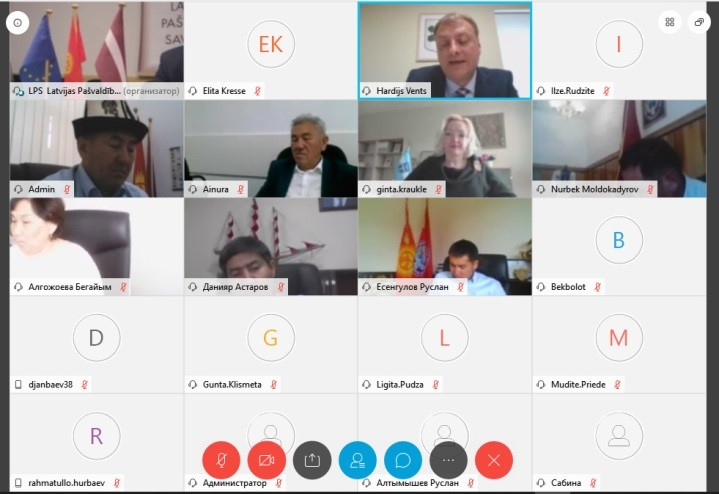 LA
PAŠ
SAV
LPS Latvijas Pašvaldīb... (организатор)
EK
Elita Kresse
Hardijs Vents
I
Ilze.Rudzite
Admin
Ainura
ginta.kraukle
Nurbek Moldokadyrov
Алгожоева Бегайым
Данияр Астаров
Есенгулов Руслан
B
Bekbolot
D
djanbaev38
G
Gunta.Klismeta
L
Ligita.Pudza
M
Mudite.Priede
R
rahmatullo.hurbaev
Администратор
Алтымышев Руслан
Сабина